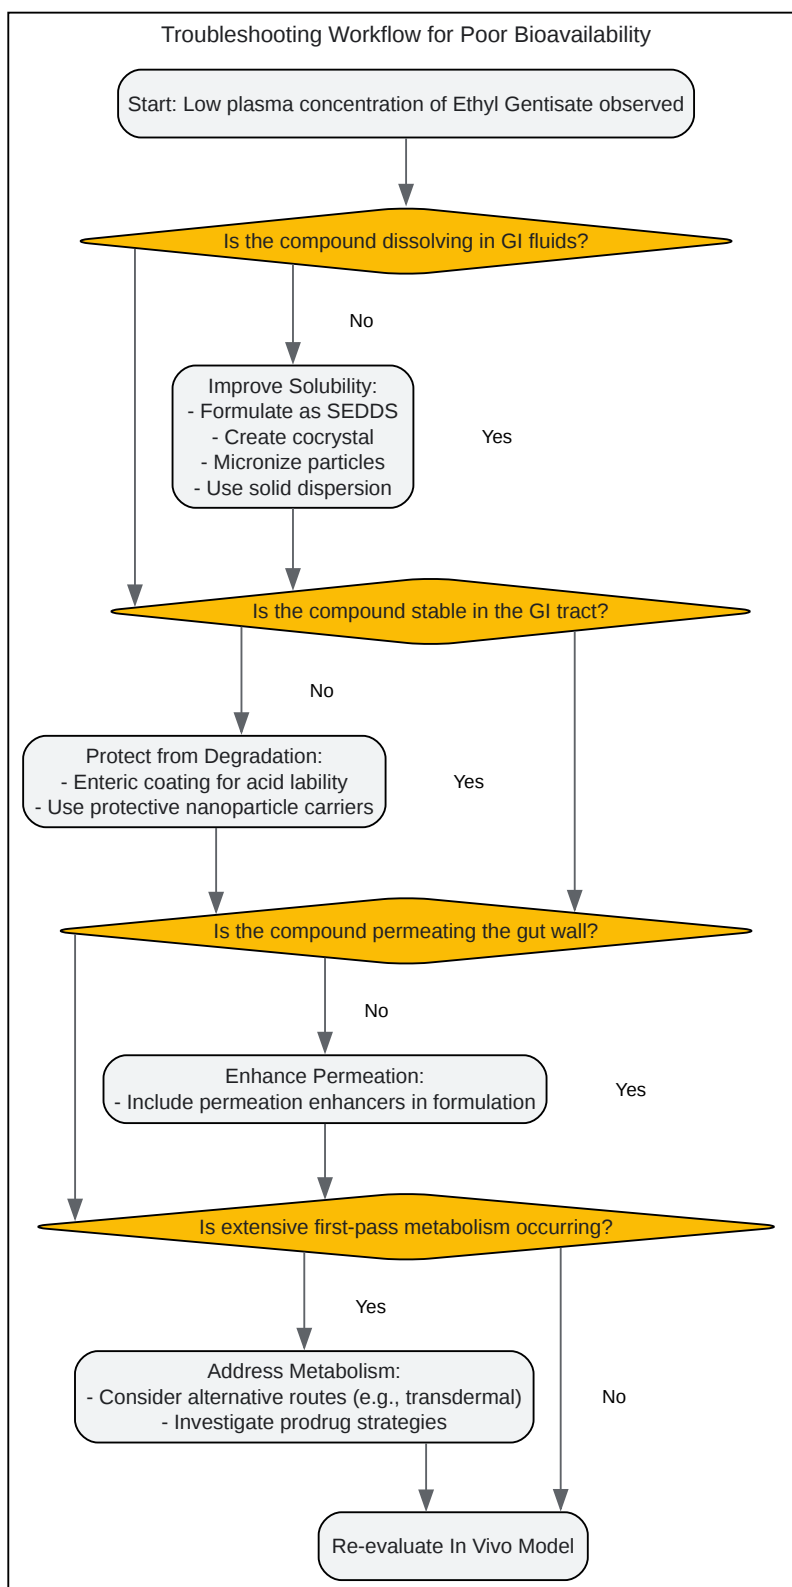 Troubleshooting Workflow for Poor Bioavailability
Start: Low plasma concentration of Ethyl Gentisate observed
Is the compound dissolving in GI fluids?
No
Improve Solubility:
- Formulate as SEDDS
- Create cocrystal
- Micronize particles
- Use solid dispersion
Yes
Is the compound stable in the GI tract?
No
Protect from Degradation:
- Enteric coating for acid lability
- Use protective nanoparticle carriers
Yes
Is the compound permeating the gut wall?
No
Enhance Permeation:
- Include permeation enhancers in formulation
Yes
Is extensive first-pass metabolism occurring?
Yes
Address Metabolism:
- Consider alternative routes (e.g., transdermal)
- Investigate prodrug strategies
No
Re-evaluate In Vivo Model